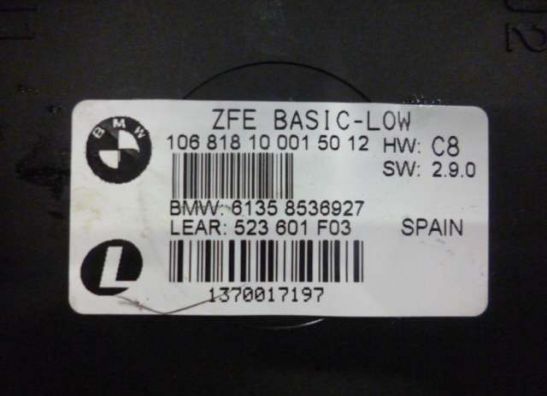 ZFE BASIC-LOW
BMW
106 818 10 001 50 12 HW: C8
SW: 2.9.0
BMW: 6135 8536927
LEAR: 523 601 F03 SPAIN
L
1370017197